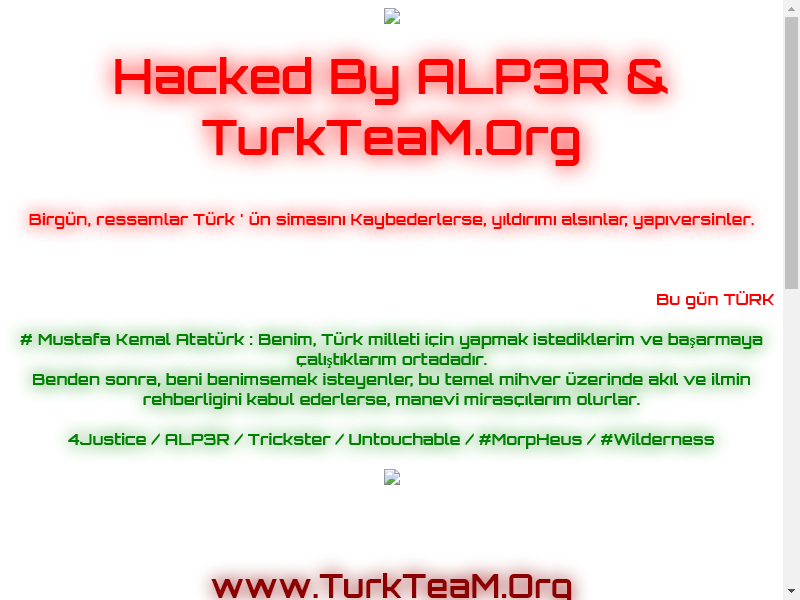 Hacked By ALP3R &
TurkTeaM.Org
Birgün, ressamlar Türk ' ün simasını Kaybederlerse, yıldırımı alsınlar, yapıversinler.
Bu gün TÜRK
# Mustafa Kemal Atatürk : Benim, Türk milleti için yapmak istediklerim ve başarmaya
çalıştıklarım ortadadır.
Benden sonra, beni benimsemek isteyenler, bu temel mihver üzerinde akıl ve ilmin
rehberligini kabul ederlerse, manevi mirasçılarım olurlar.
4Justice / ALP3R / Trickster / Untouchable / #MorpHeus / #Wilderness
www.TurkTeaM.Org